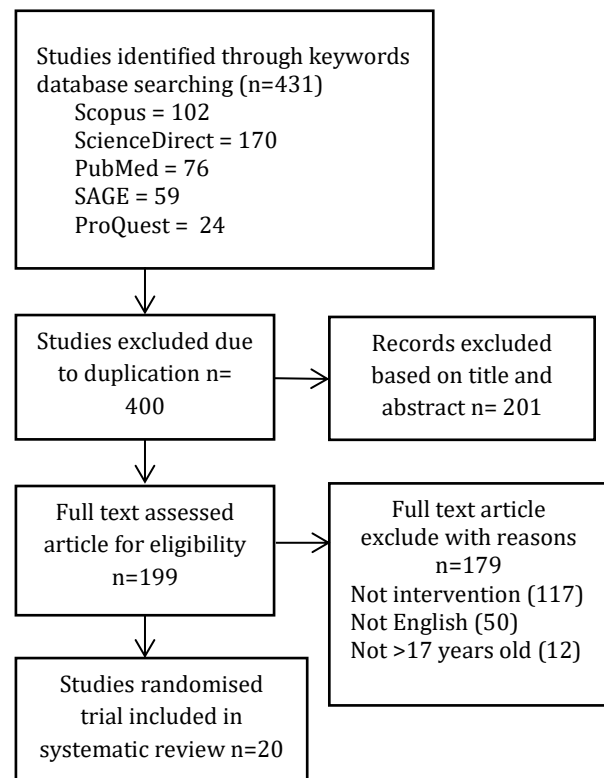 Studies identified through keywords
database searching (n=431)
Scopus = 102
ScienceDirect = 170
PubMed = 76
SAGE = 59
ProQuest =  24
Studies excluded due
to duplication n=
400
Records excluded
based on title and
abstract n= 201
Full text assessed
article for eligibility
n=199
Full text article
exclude with reasons
n=179
Not intervention (117)
Not English (50)
Not >17 years old (12)
Studies randomised
trial included in
systematic review n=20